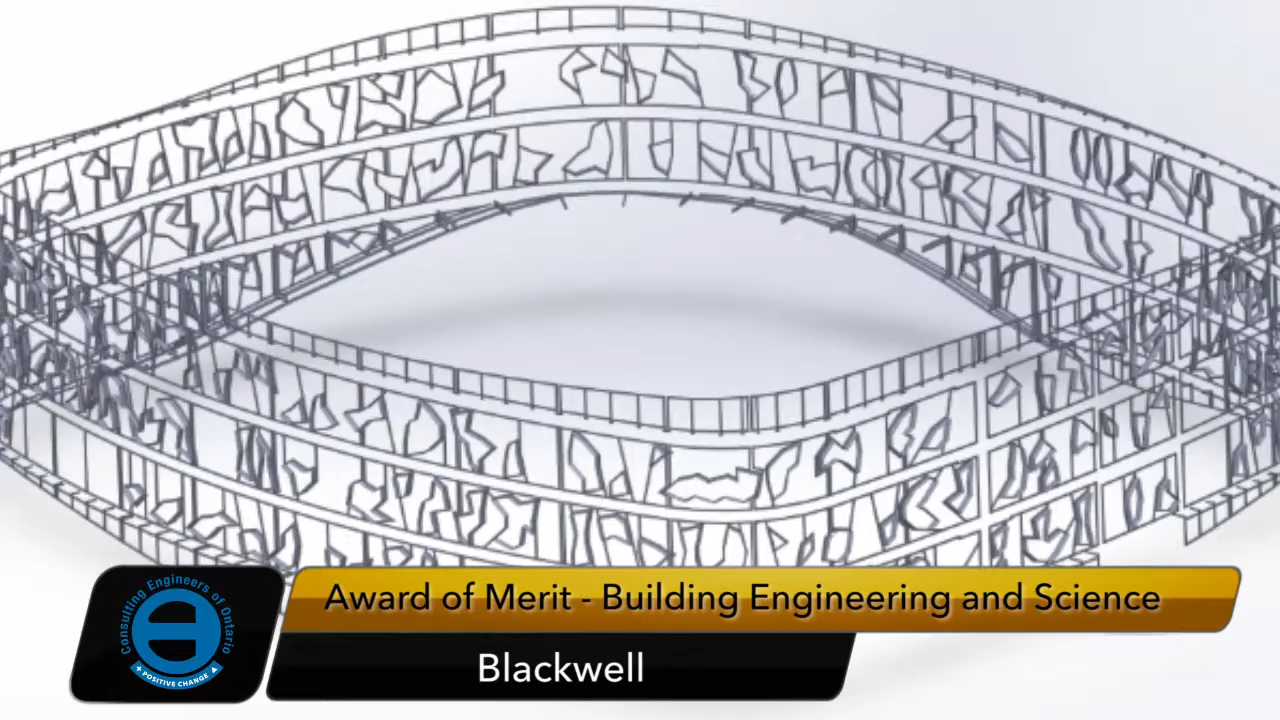 Award of Merit - Building Engineering and Science
Consulting Engineers of Ontario
+ POSITIVE CHANGE ▲
Blackwell